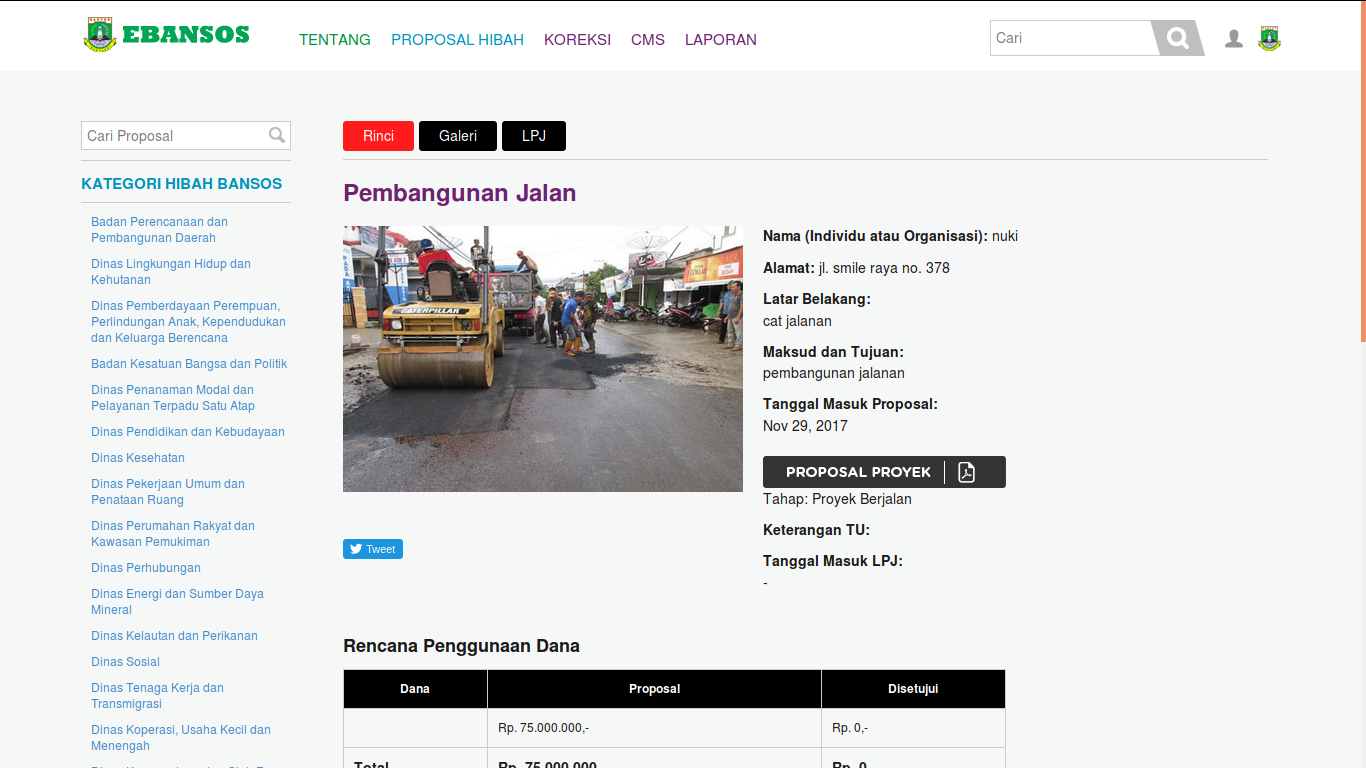 EBANSOS
TENTANG PROPOSAL HIBAH KOREKSI CMS LAPORAN
Cari
Cari Proposal
KATEGORI HIBAH BANSOS
Badan Perencanaan dan
Pembangunan Daerah
Dinas Lingkungan Hidup dan
Kehutanan
Dinas Pemberdayaan Perempuan,
Perlindungan Anak, Kependudukan
dan Keluarga Berencana
Badan Kesatuan Bangsa dan Politik
Dinas Penanaman Modal dan
Pelayanan Terpadu Satu Atap
Dinas Pendidikan dan Kebudayaan
Dinas Kesehatan
Dinas Pekerjaan Umum dan
Penataan Ruang
Dinas Perumahan Rakyat dan
Kawasan Pemukiman
Dinas Perhubungan
Dinas Energi dan Sumber Daya
Mineral
Dinas Kelautan dan Perikanan
Dinas Sosial
Dinas Tenaga Kerja dan
Transmigrasi
Dinas Koperasi, Usaha Kecil dan
Menengah
Rinci Galeri LPJ
Pembangunan Jalan
CATERPILLAR
Tweet
Nama (Individu atau Organisasi): nuki
Alamat: jl. smile raya no. 378
Latar Belakang:
cat jalanan
Maksud dan Tujuan:
pembangunan jalanan
Tanggal Masuk Proposal:
Nov 29, 2017
PROPOSAL PROYEK
Tahap: Proyek Berjalan
Keterangan TU:
Tanggal Masuk LPJ:
-
Rencana Penggunaan Dana
Dana Proposal Disetujui
Rp. 75.000.000,- Rp. 0,-
Total Rp. 75.000.000 Rp. 0